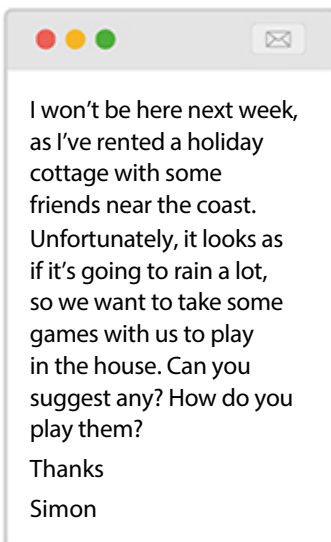 I won't be here next week,
as I've rented a holiday
cottage with some
friends near the coast.
Unfortunately, it looks as
if it's going to rain a lot,
so we want to take some
games with us to play
in the house. Can you
suggest any? How do you
play them?
Thanks
Simon